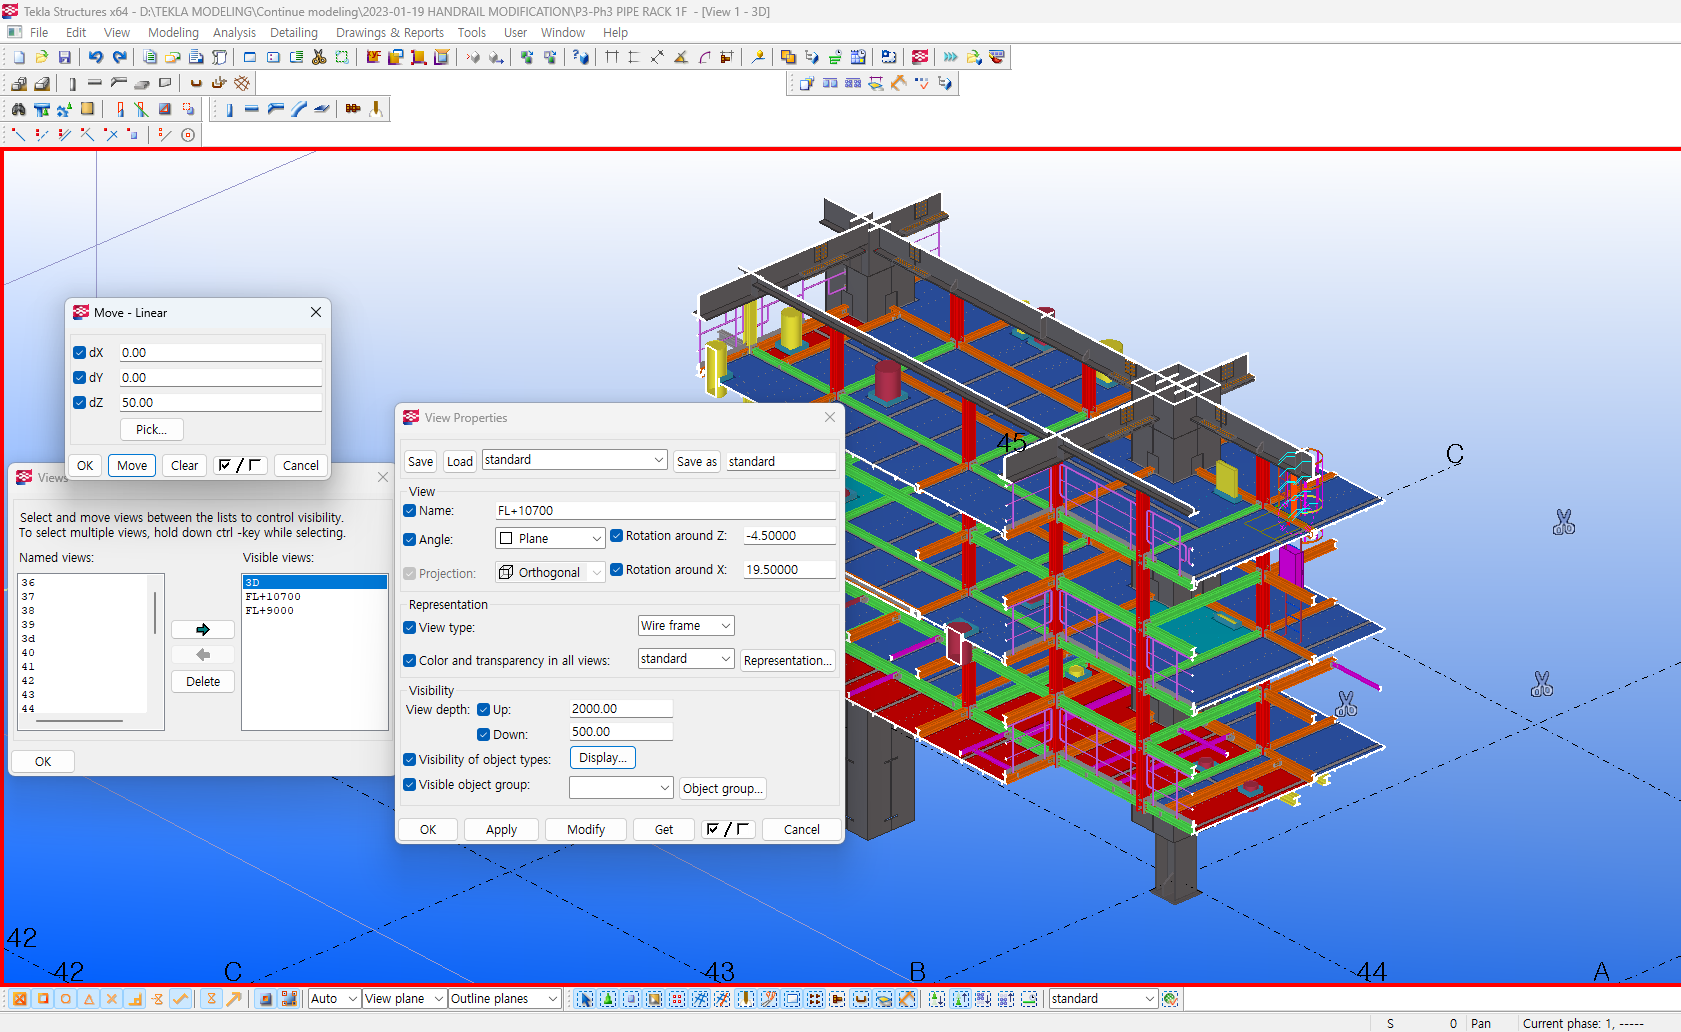 Tekla Structures x64 - D:\TEKLA MODELING\Continue modeling\2023-01-19 HANDRAIL MODIFICATION\P3-Ph3 PIPE RACK 1F - [View 1 - 3D]
File Edit View Modeling Analysis Detailing Drawings & Reports Tools User Window Help
Move - Linear
dX 0.00
dY 0.00
dZ 50.00
Pick...
OK Move Clear / Cancel
Views
Select and move views between the lists to control visibility.
To select multiple views, hold down ctrl -key while selecting.
Named views: Visible views:
36
37
38
39
3d
40
41
42
43
44
3D
FL+10700
FL+9000
Delete
OK
View Properties
Save Load standard Save as standard
View
Name: FL+10700
Angle: Plane Rotation around Z: -4.50000
Projection: Orthogonal Rotation around X: 19.50000
Representation
View type: Wire frame
Color and transparency in all views: standard Representation...
Visibility
View depth: Up: 2000.00
Down: 500.00
Visibility of object types: Display...
Visible object group: Object group...
OK Apply Modify Get / Cancel
45
C
42
42 C 43 B 44 A
Auto View plane Outline planes standard
S 0 Pan Current phase: 1, -----